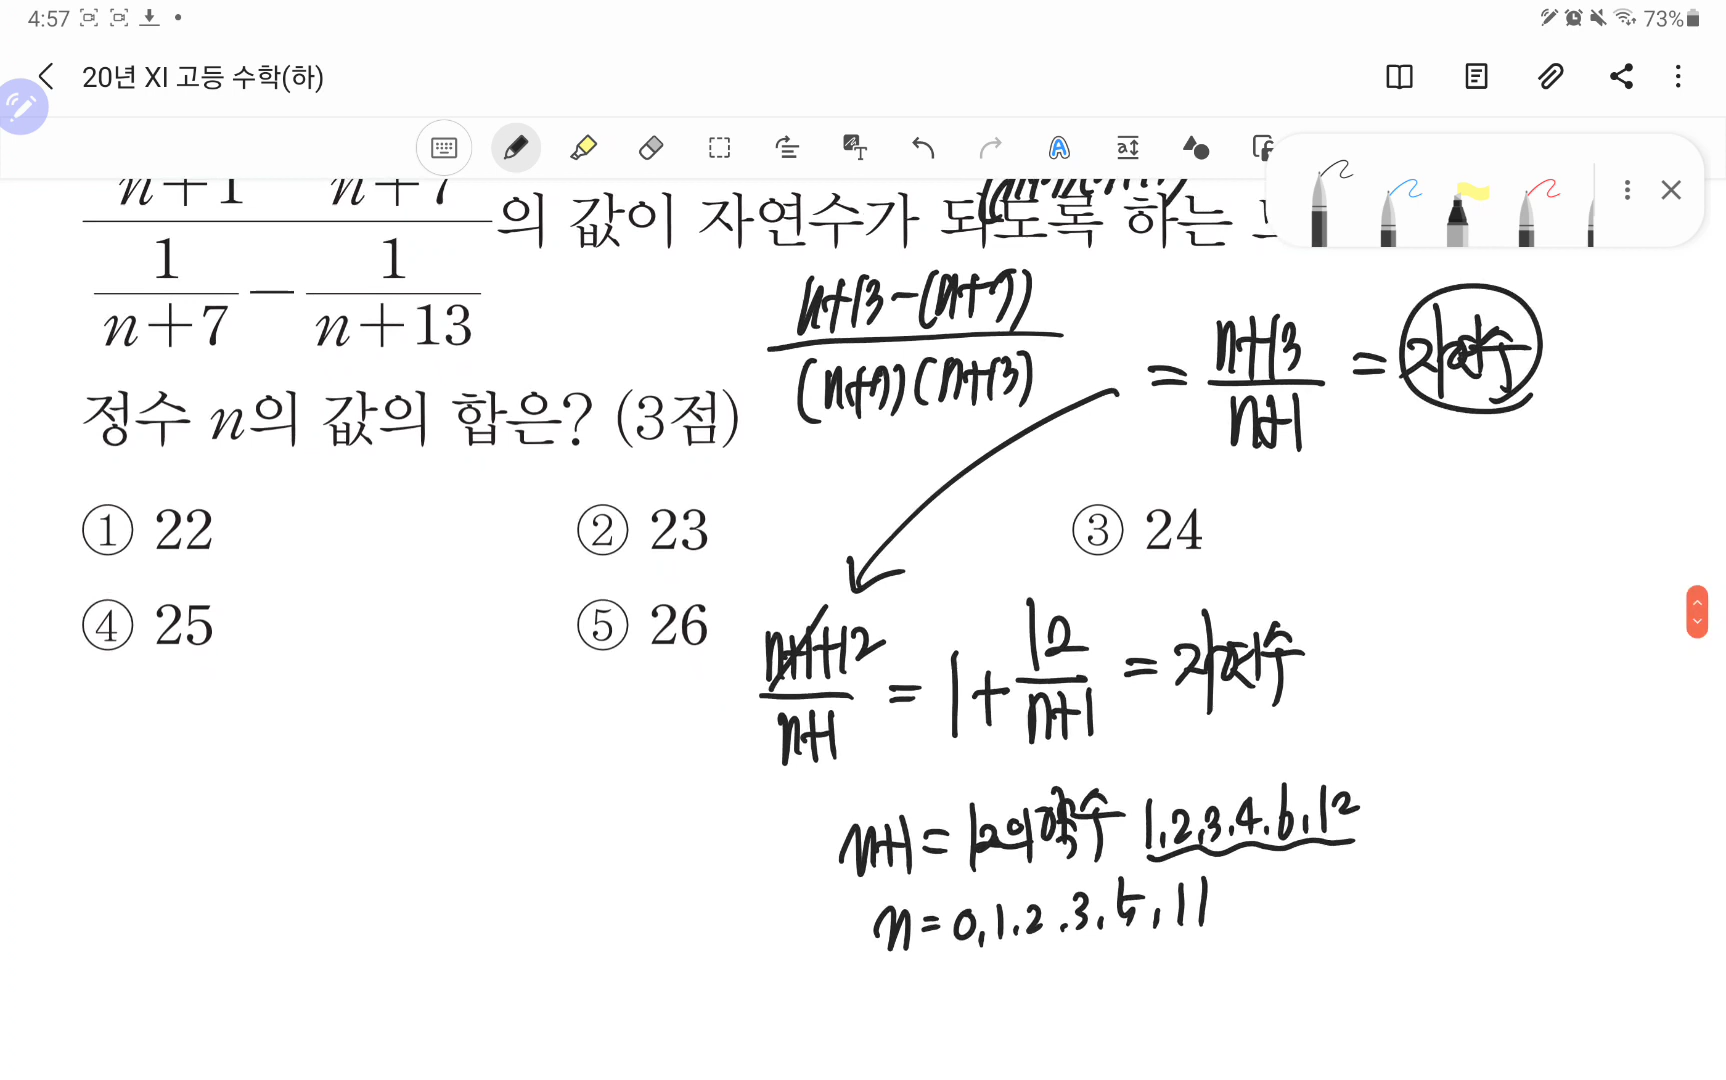 4:57
73%
20년 XI 고등 수학(하)
n+1 n+7
의 값이 자연수가 되도록 하는
1/(n+7) - 1/(n+13)
n+13-(n+7)
(n+7)(n+13)
= (n+13)/(n+1) = 자연수
정수 n의 값의 합은? (3점)
① 22
② 23
③ 24
④ 25
⑤ 26
(n+1+12)/(n+1) = 1 + 12/(n+1) = 자연수
n+1 = 12의 약수 1, 2, 3, 4, 6, 12
n = 0, 1, 2, 3, 5, 11